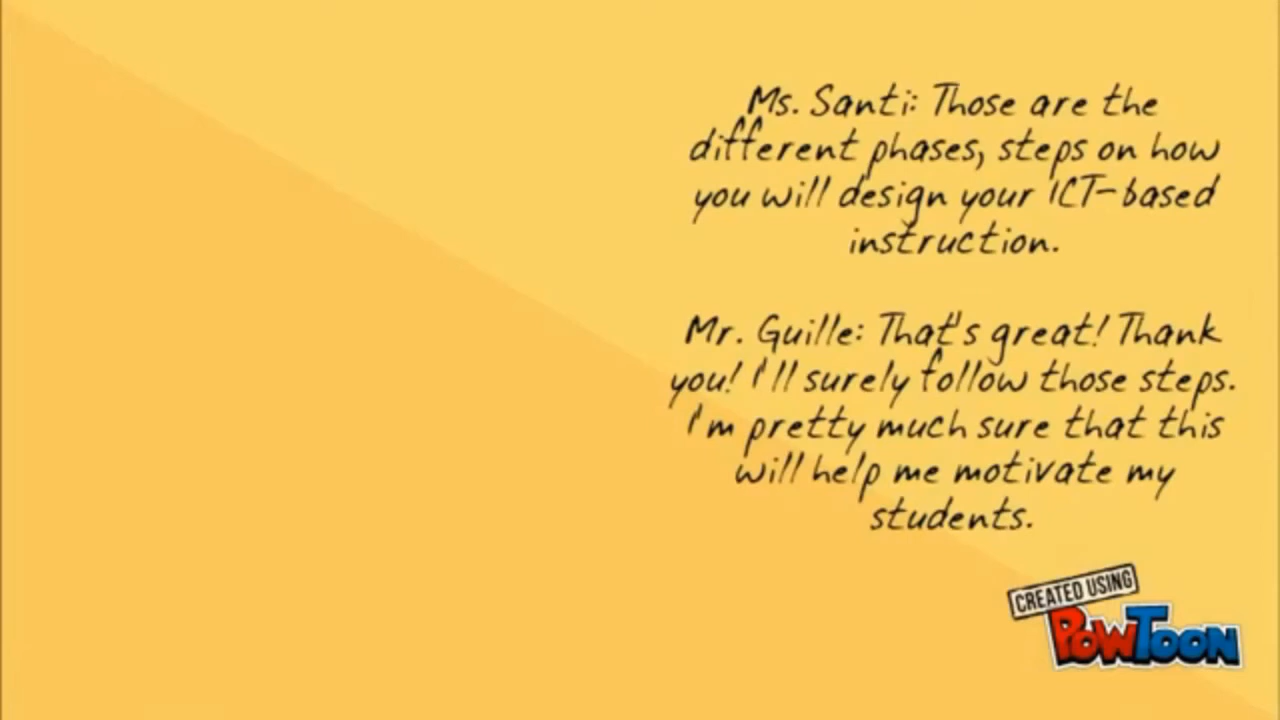 Ms. Santi: Those are the
different phases, steps on how
you will design your ICT-based
instruction.
Mr. Guille: That's great! Thank
you! I'll surely follow those steps.
I'm pretty much sure that this
will help me motivate my
students.
CREATED USING
POWTOON